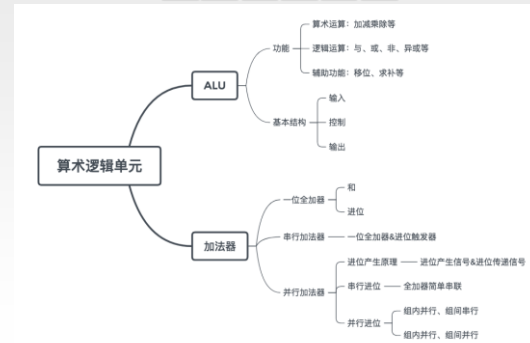 算术逻辑单元
ALU
功能
算术运算：加减乘除等
逻辑运算：与、或、非、异或等
辅助功能：移位、求补等
基本结构
输入
控制
输出
加法器
一位全加器
和
进位
串行加法器
一位全加器&进位触发器
并行加法器
进位产生原理
进位产生信号&进位传递信号
串行进位
全加器简单串联
并行进位
组内并行、组间串行
组内并行、组间并行